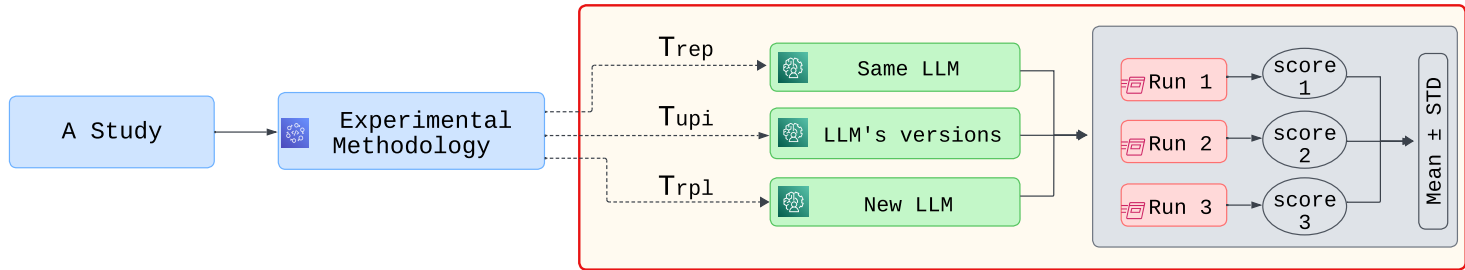 A Study
Experimental
Methodology
Trep
Tupi
Trpl
Same LLM
LLM's versions
New LLM
Run 1
Run 2
Run 3
score
1
score
2
score
3
Mean ± STD